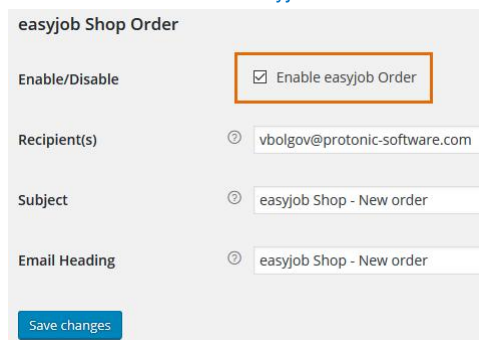 easyjob Shop Order
Enable/Disable
Enable easyjob Order
Recipient(s)
vbolgov@protonic-software.com
Subject
easyjob Shop - New order
Email Heading
easyjob Shop - New order
Save changes